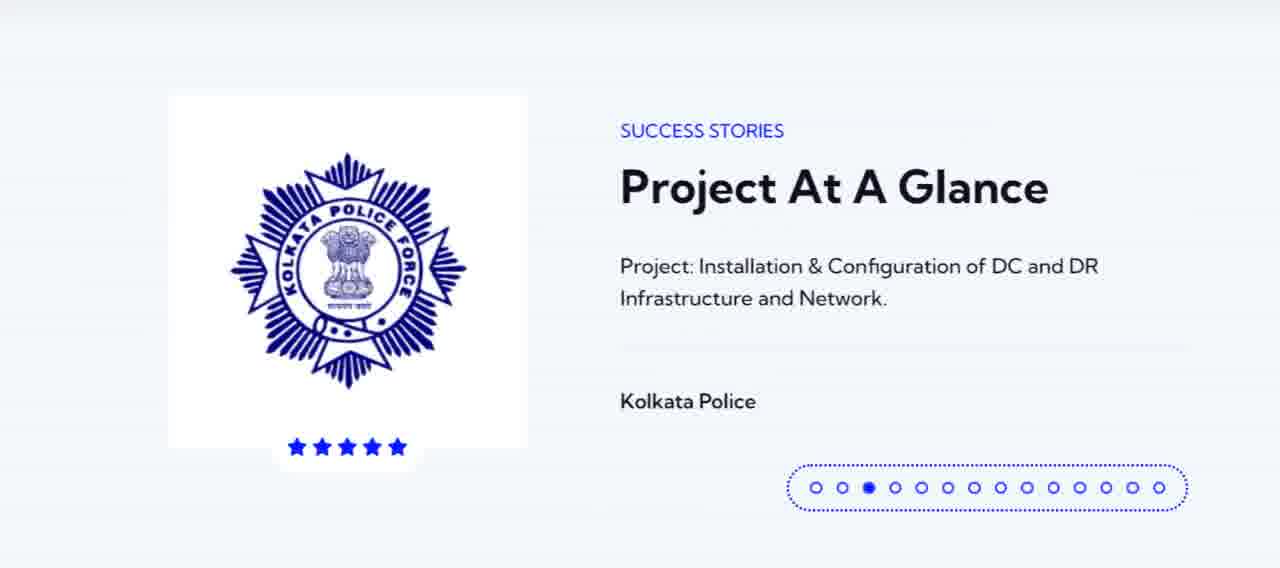 KOLKATA POLICE FORCE
सत्यमेव जयते
SUCCESS STORIES
Project At A Glance
Project: Installation & Configuration of DC and DR
Infrastructure and Network.
Kolkata Police